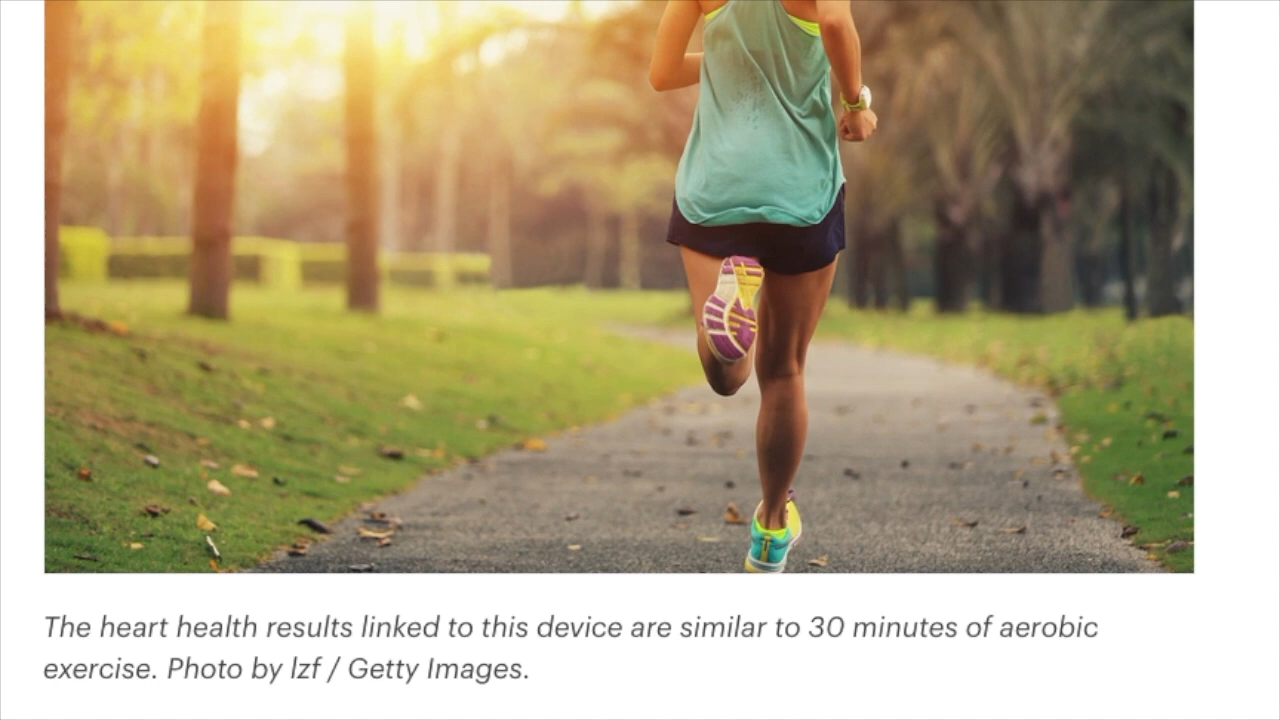 The heart health results linked to this device are similar to 30 minutes of aerobic
exercise. Photo by lzf / Getty Images.